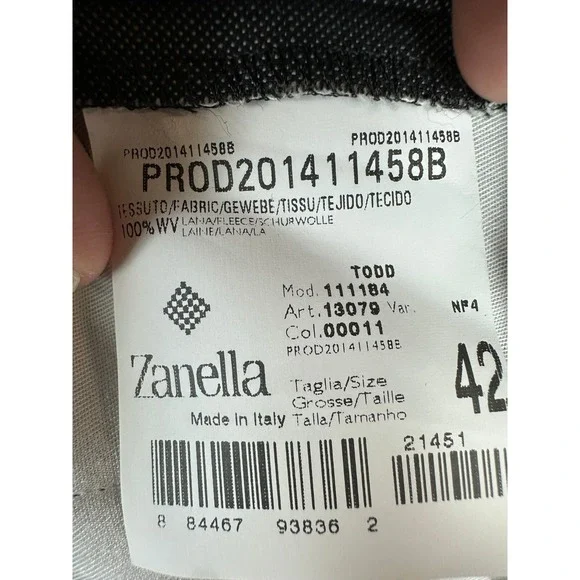 PROD201411458B PROD201411458B
PROD201411458B
TESSUTO/FABRIC/GEWEBE/TISSU/TEJIDO/TECIDO
100% WV LANA/FLEECE/SCHURWOLLE
LAINE/LANA/LA
TODD
Mod. 111184
Art. 13079 Var. NP4
Col. 00011
PROD201411458B
Zanella
Made in Italy
Taglia/Size
Grosse/Taille
Talla/Tamanho
42
21451
8 84467 93836 2